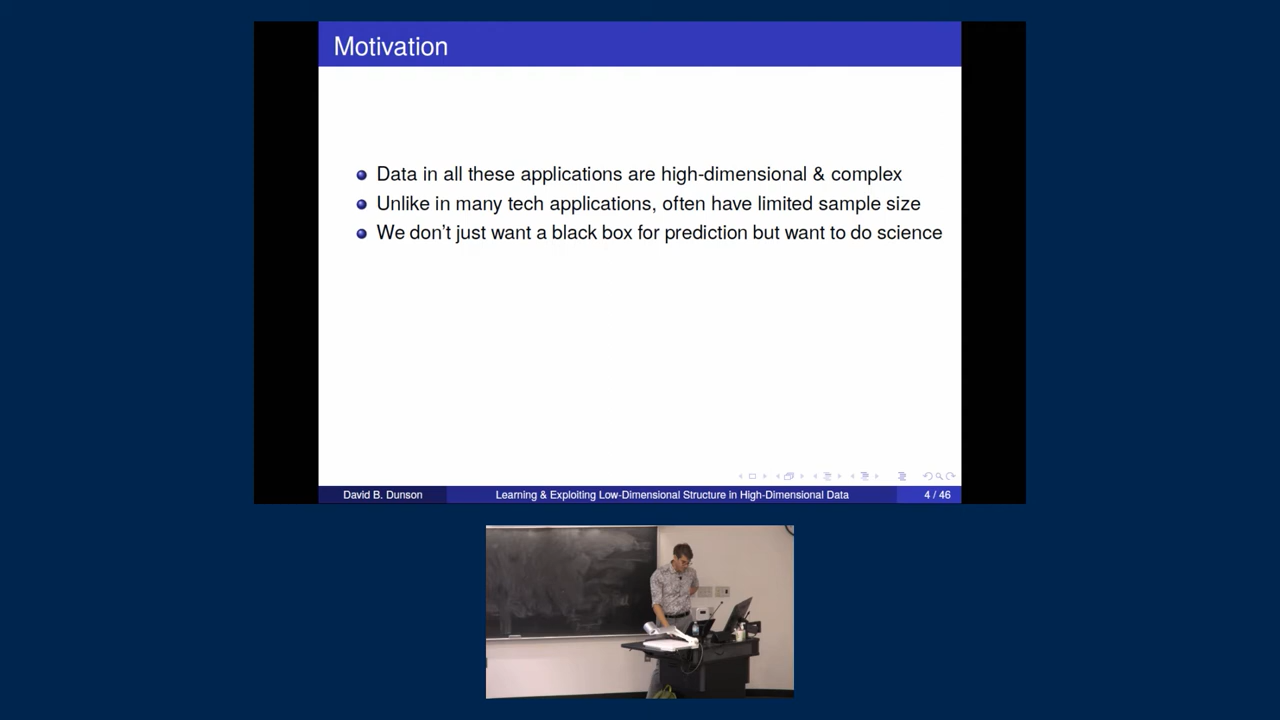 Motivation
Data in all these applications are high-dimensional & complex
Unlike in many tech applications, often have limited sample size
We don't just want a black box for prediction but want to do science
David B. Dunson
Learning & Exploiting Low-Dimensional Structure in High-Dimensional Data
4 / 46